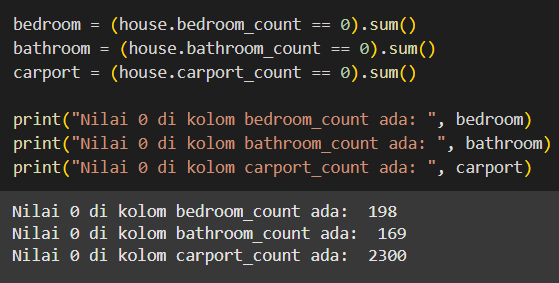 bedroom = (house.bedroom_count == 0).sum()
bathroom = (house.bathroom_count == 0).sum()
carport = (house.carport_count == 0).sum()
print("Nilai 0 di kolom bedroom_count ada: ", bedroom)
print("Nilai 0 di kolom bathroom_count ada: ", bathroom)
print("Nilai 0 di kolom carport_count ada: ", carport)
Nilai 0 di kolom bedroom_count ada:  198
Nilai 0 di kolom bathroom_count ada:  169
Nilai 0 di kolom carport_count ada:  2300